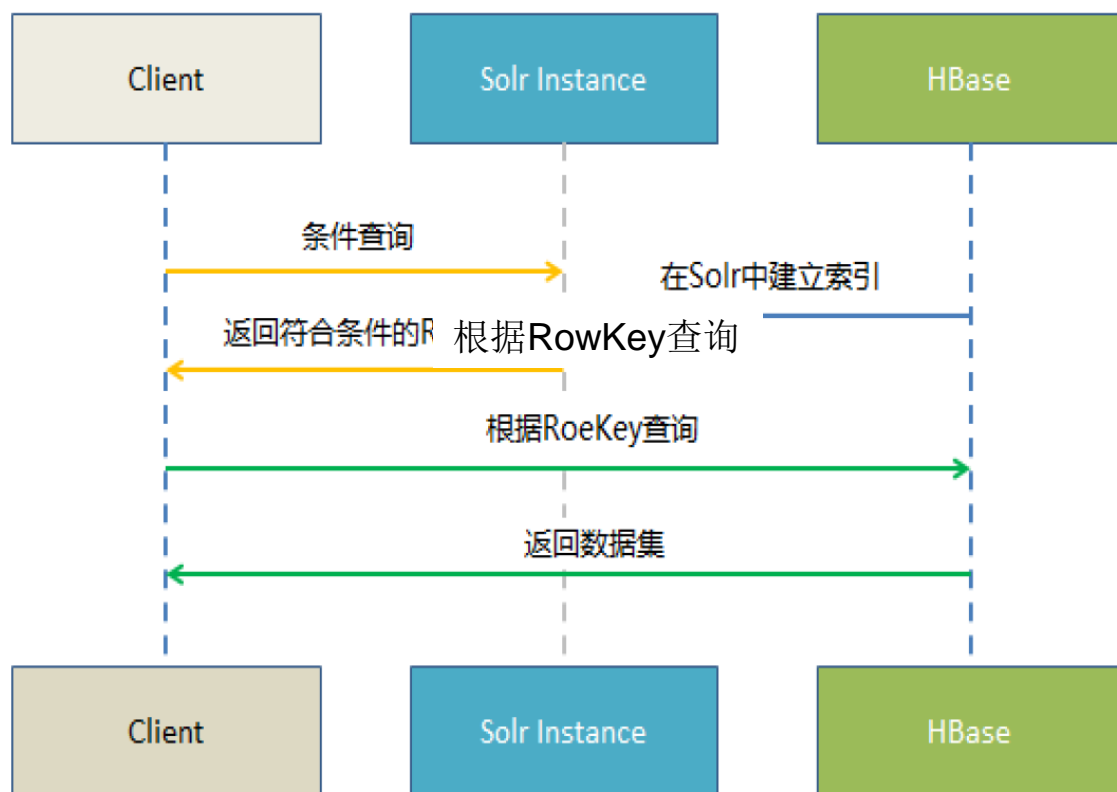 Client
Solr Instance
HBase
条件查询
在Solr中建立索引
返回符合条件的R
根据RowKey查询
根据RoeKey查询
返回数据集
Client
Solr Instance
HBase